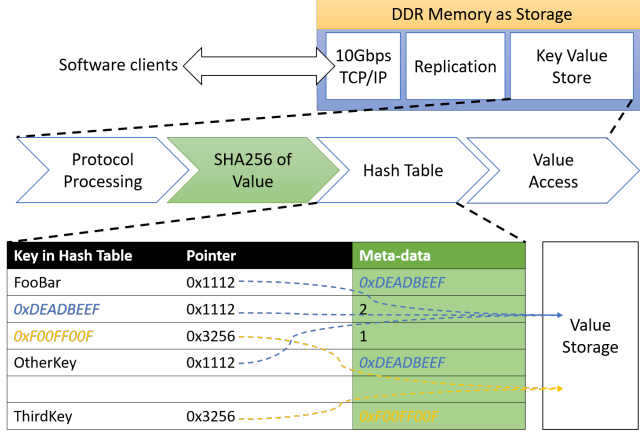 DDR Memory as Storage
Software clients
10Gbps
TCP/IP
Replication
Key Value
Store
Protocol
Processing
SHA256 of
Value
Hash Table
Value
Access
Key in Hash Table Pointer Meta-data
FooBar 0x1112 0xDEADBEEF
0xDEADBEEF 0x1112 2
0xF00FF00F 0x3256 1
OtherKey 0x1112 0xDEADBEEF
ThirdKey 0x3256 0xF00FF00F
Value
Storage